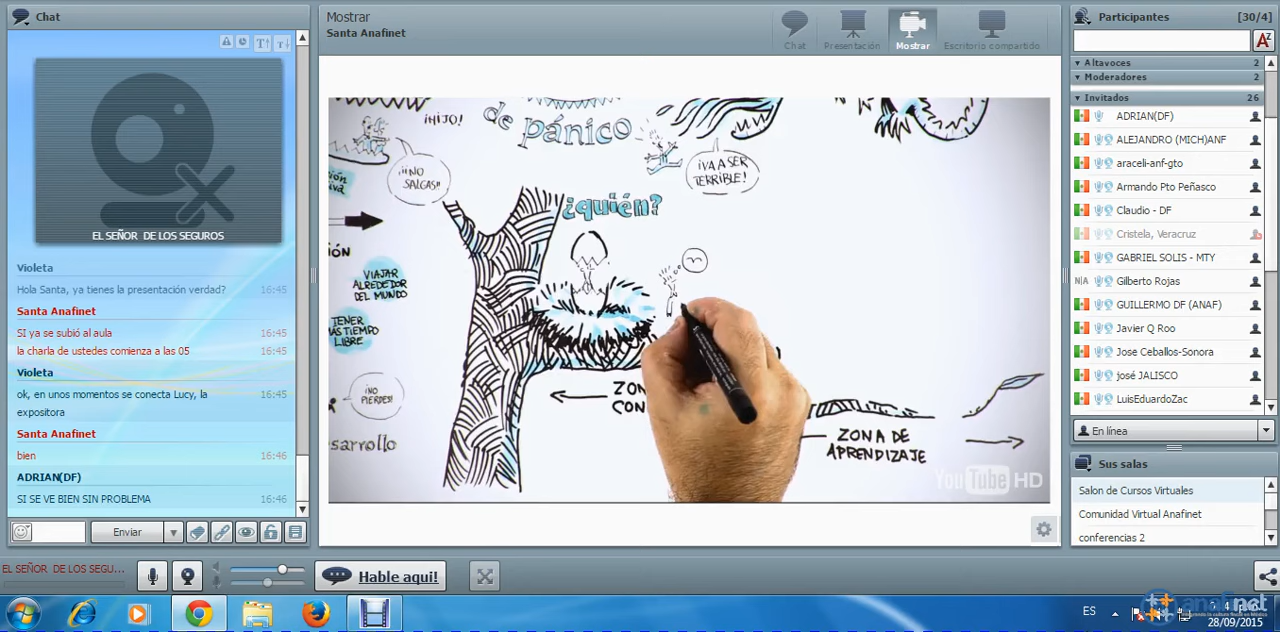 Chat
EL SEÑOR DE LOS SEGUROS
Violeta
Hola Santa, ya tienes la presentación verdad? 16:45
Santa Anafinet
SI ya se subió al aula 16:45
la charla de ustedes comienza a las 05 16:45
Violeta
ok, en unos momentos se conecta Lucy, la 16:45
expositora
Santa Anafinet
bien 16:46
ADRIAN(DF)
SI SE VE BIEN SIN PROBLEMA 16:46
Enviar
EL SEÑOR DE LOS SEGU...
Hable aqui!
Mostrar
Santa Anafinet
Chat
Presentación
Mostrar
Escritorio compartido
¡HIJO!
de pánico
¡¡NO
SALGAS!!
¡VA A SER
TERRIBLE!
¿quién?
VIAJAR
ALREDEDOR
DEL MUNDO
TENER
MAS TIEMPO
LIBRE
¡NO
PIERDES!
sarrollo
ZONA DE
APRENDIZAJE
YouTube HD
Participantes [30/4]
Altavoces 2
Moderadores 2
Invitados 26
ADRIAN(DF)
ALEJANDRO (MICH)ANF
araceli-anf-gto
Armando Pto Peñasco
Claudio - DF
Cristela, Veracruz
GABRIEL SOLIS - MTY
N/A Gilberto Rojas
GUILLERMO DF (ANAF)
Javier Q Roo
Jose Ceballos-Sonora
josé JALISCO
LuisEduardoZac
En línea
Sus salas
Salon de Cursos Virtuales
Comunidad Virtual Anafinet
conferencias 2
ES
anafinet
28/09/2015